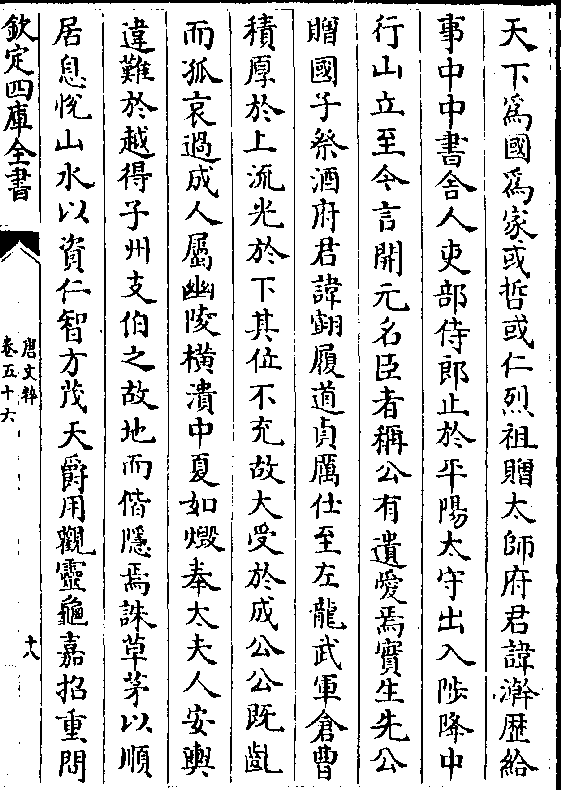 天下爲國爲家或哲或仁烈祖贈太師府君諱澣歴給
事中中書舎人吏部侍郎止於平陽太守出入陟降中
行山立至今言開元名臣者稱公有遺愛焉實生先公
贈國子祭酒府君諱翃履道貞厲仕至左龍武軍倉曹
積厚於上流光於下其位不充故大受於成公公既齓
而孤哀過成人屬幽陵橫潰中夏如燬奉太夫人安輿
違難於越得子州支伯之故地而偕隱焉誅草茅以順
居息悅山水以資仁智方茂天爵用觀靈龜嘉招重問
欽定四庫全書
唐文粹
卷五十六
十八